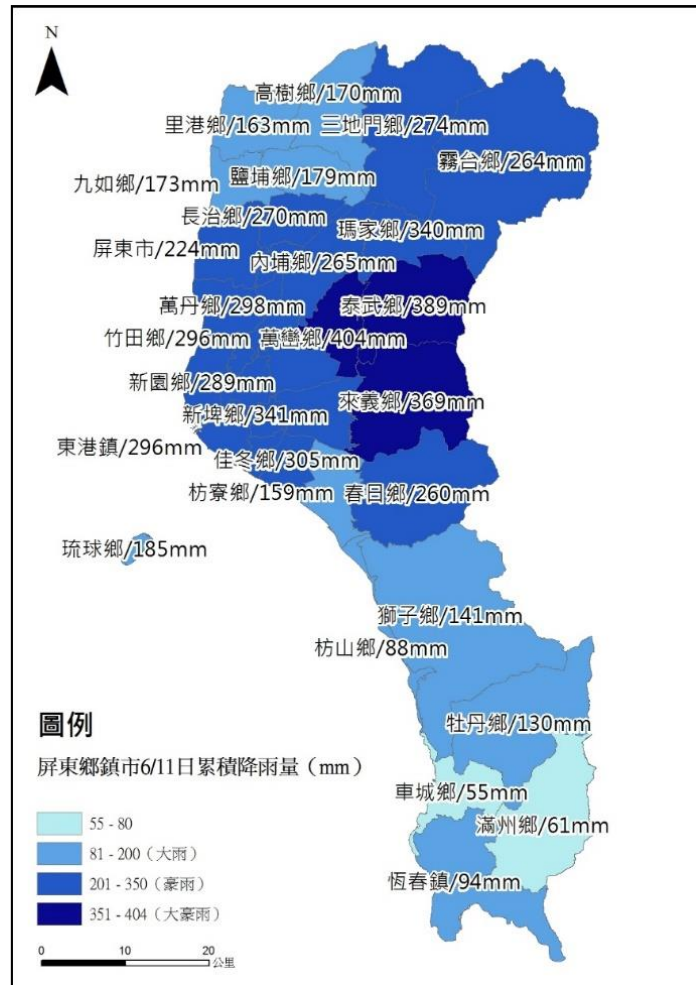 N
高樹鄉/170mm
里港鄉/163mm
三地門鄉/274mm
霧台鄉/264mm
九如鄉/173mm
鹽埔鄉/179mm
長治鄉/270mm
瑪家鄉/340mm
屏東市/224mm
內埔鄉/265mm
萬丹鄉/298mm
泰武鄉/389mm
竹田鄉/296mm
萬巒鄉/404mm
新園鄉/289mm
來義鄉/369mm
新埤鄉/341mm
東港鎮/296mm
佳冬鄉/305mm
枋寮鄉/159mm
春日鄉/260mm
琉球鄉/185mm
獅子鄉/141mm
枋山鄉/88mm
牡丹鄉/130mm
車城鄉/55mm
滿州鄉/61mm
恆春鎮/94mm
圖例
屏東鄉鎮市6/11日累積降雨量（mm）
55 - 80
81 - 200（大雨）
201 - 350（豪雨）
351 - 404（大豪雨）
0 10 20
公里